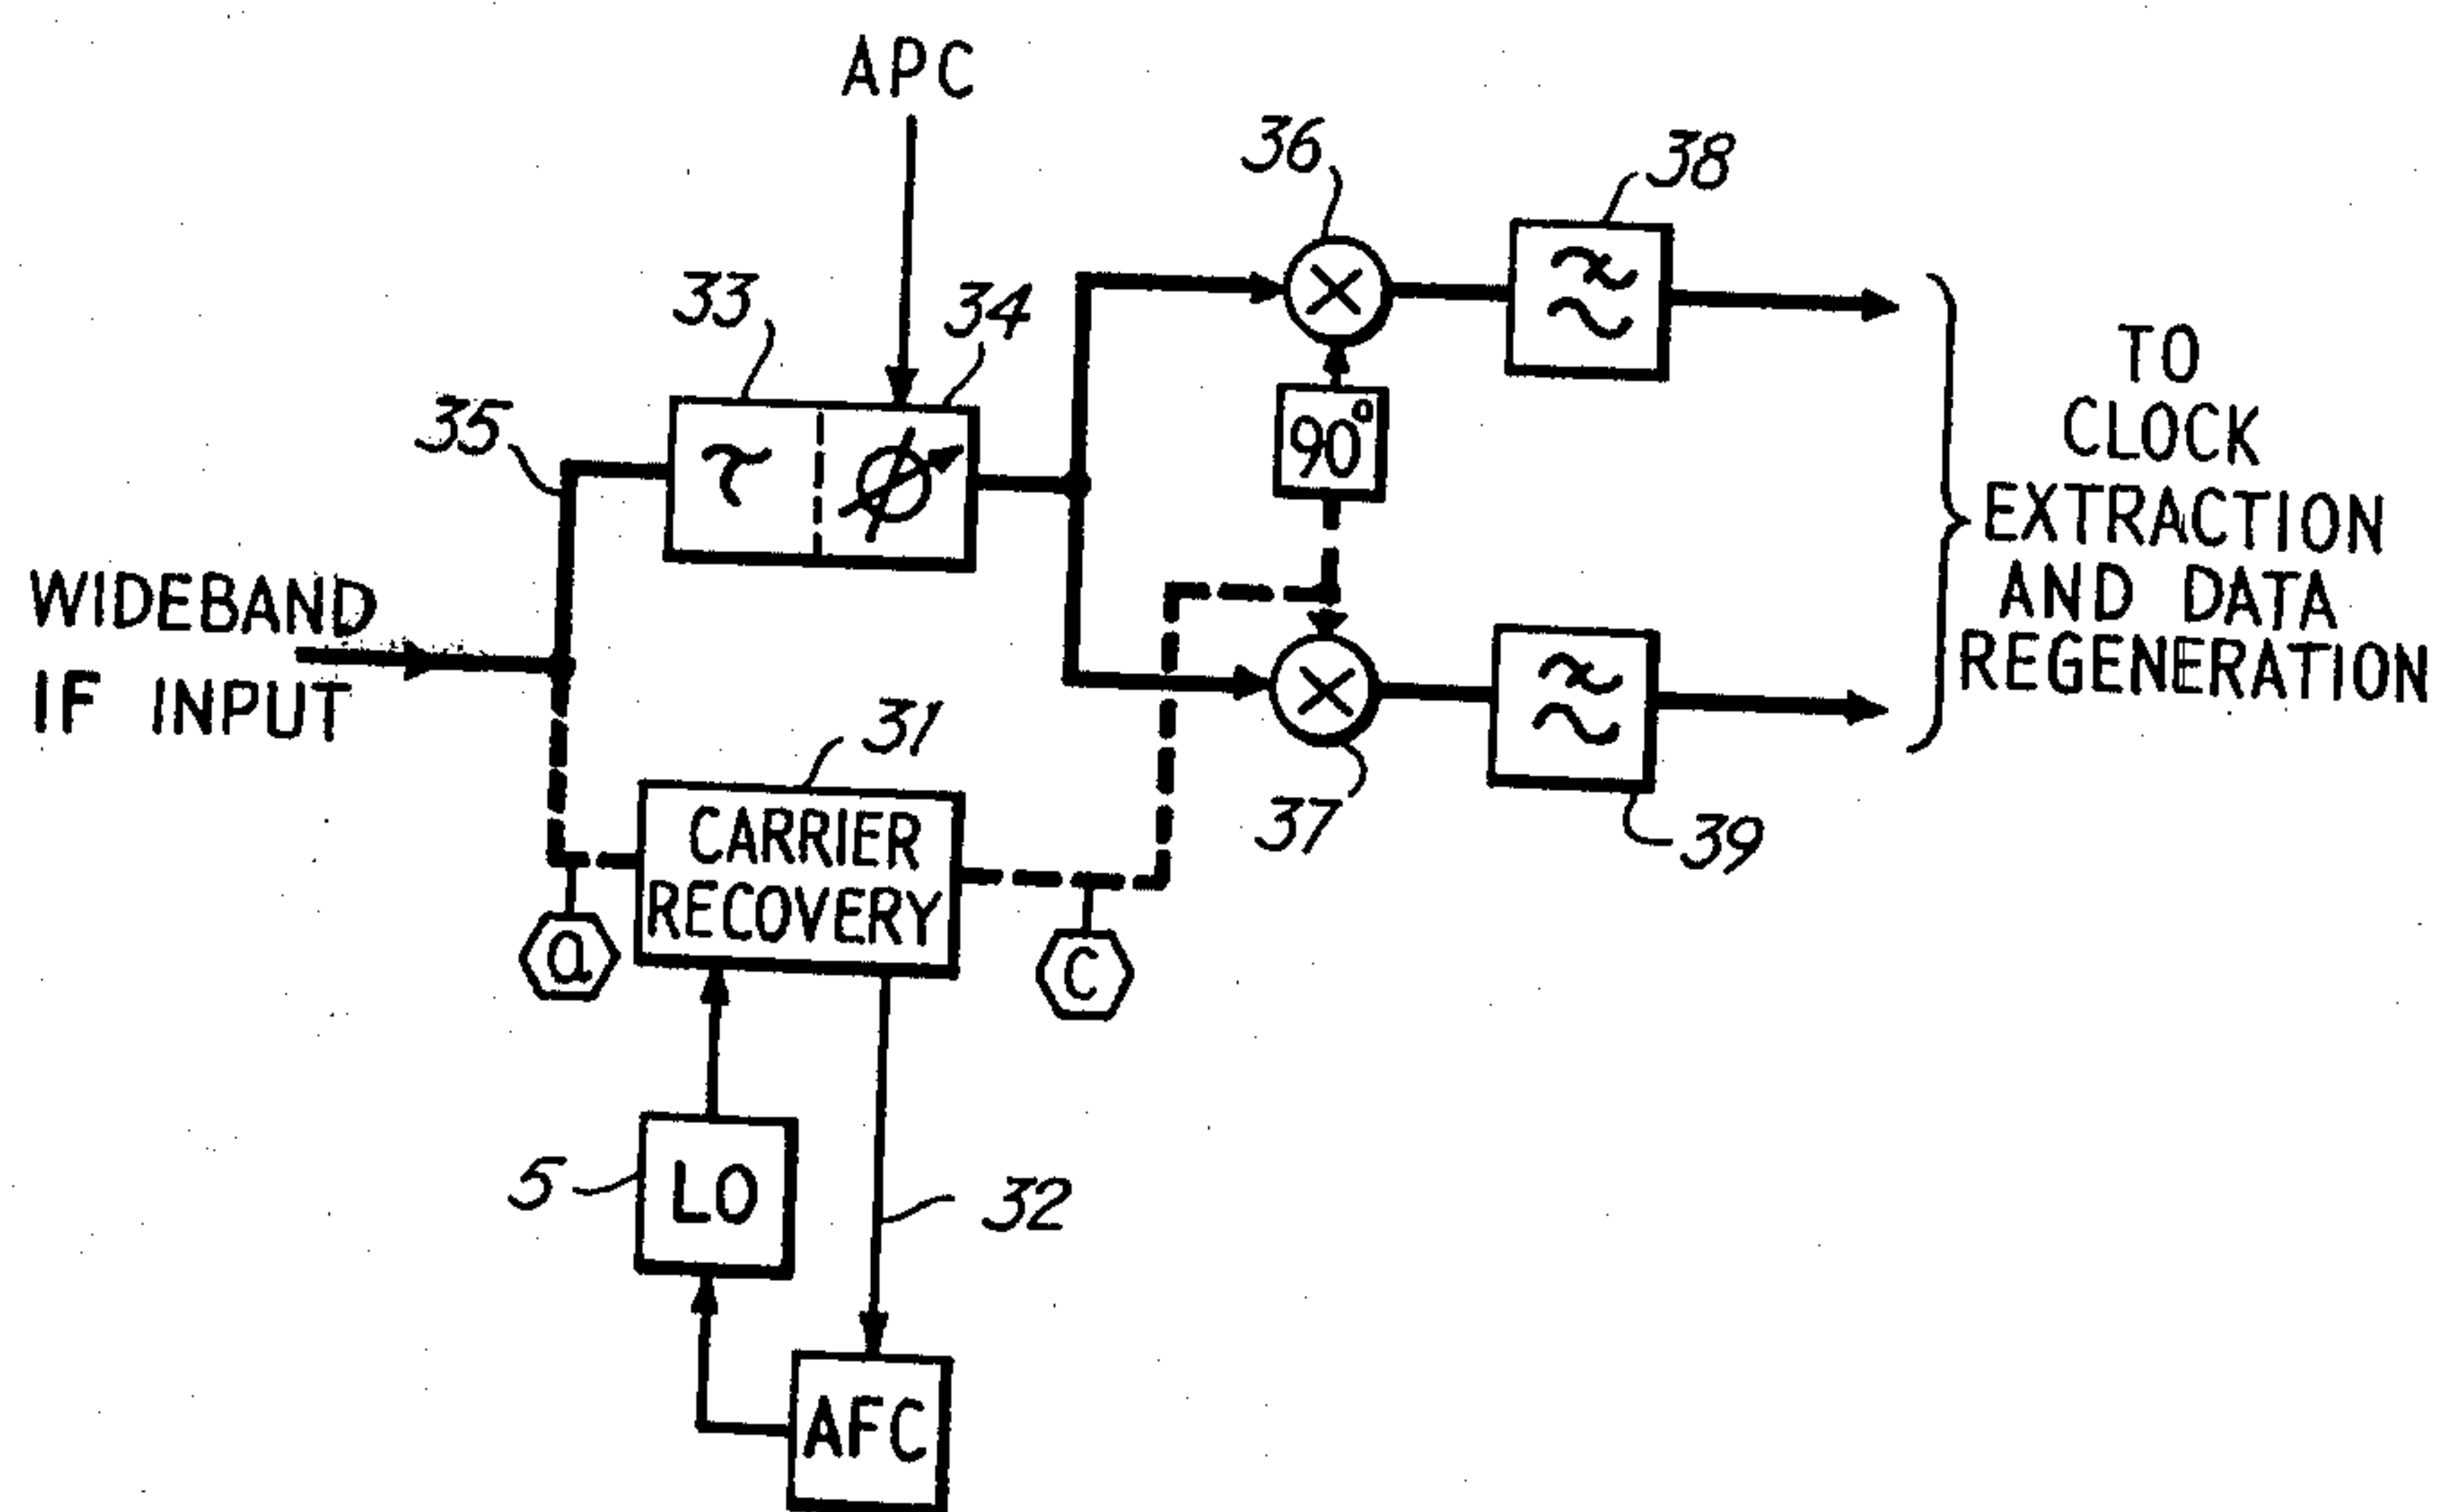 APC
36
38
33
34
35
τ
ϕ
90°
TO
CLOCK
EXTRACTION
AND DATA
REGENERATION
WIDEBAND
IF INPUT
31
CARRIER
RECOVERY
37
39
a
C
5
LO
32
AFC